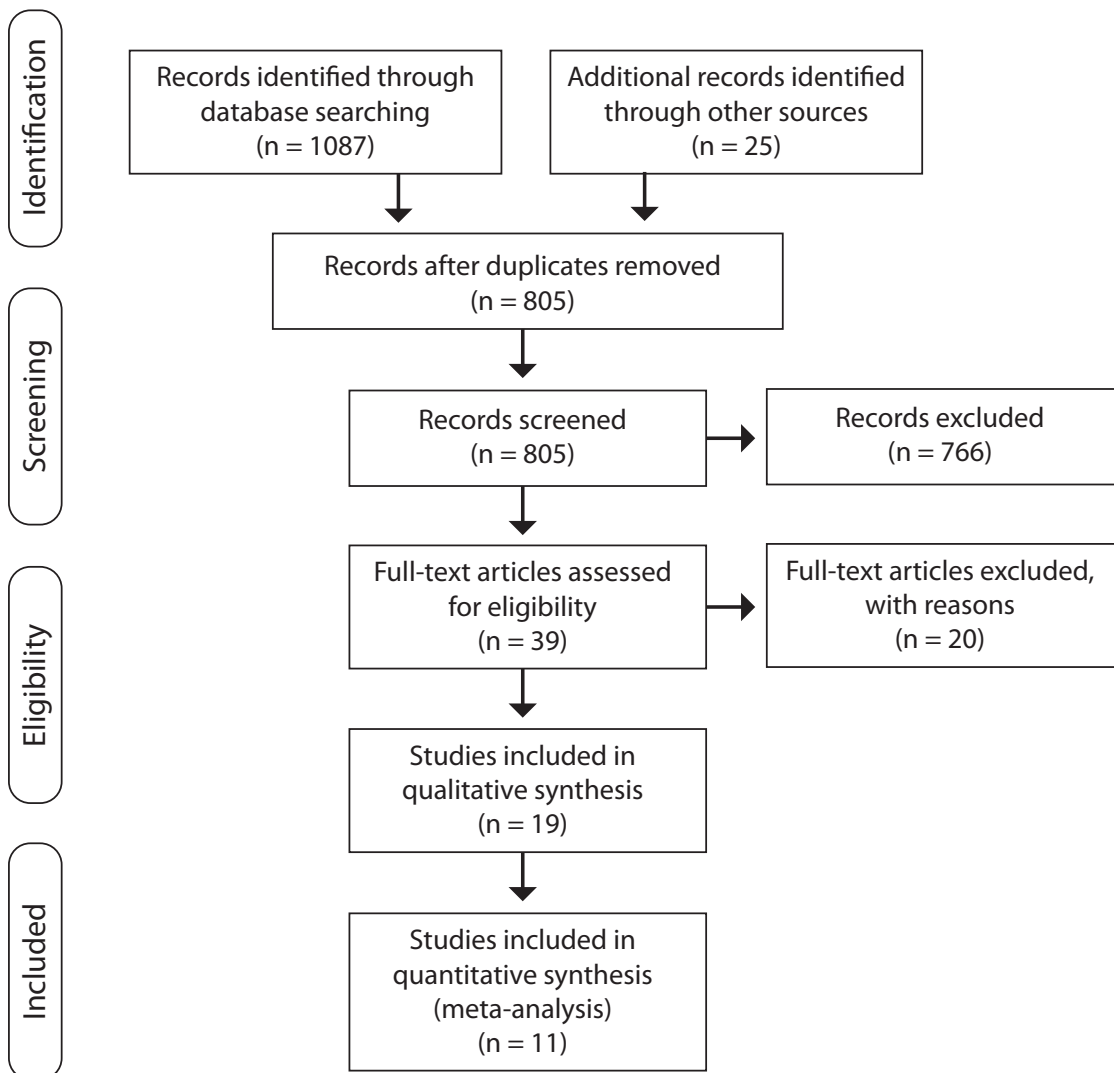 Identification
Records identified through
database searching
(n = 1087)
Additional records identified
through other sources
(n = 25)
Records after duplicates removed
(n = 805)
Screening
Records screened
(n = 805)
Records excluded
(n = 766)
Eligibility
Full-text articles assessed
for eligibility
(n = 39)
Full-text articles excluded,
with reasons
(n = 20)
Studies included in
qualitative synthesis
(n = 19)
Included
Studies included in
quantitative synthesis
(meta-analysis)
(n = 11)